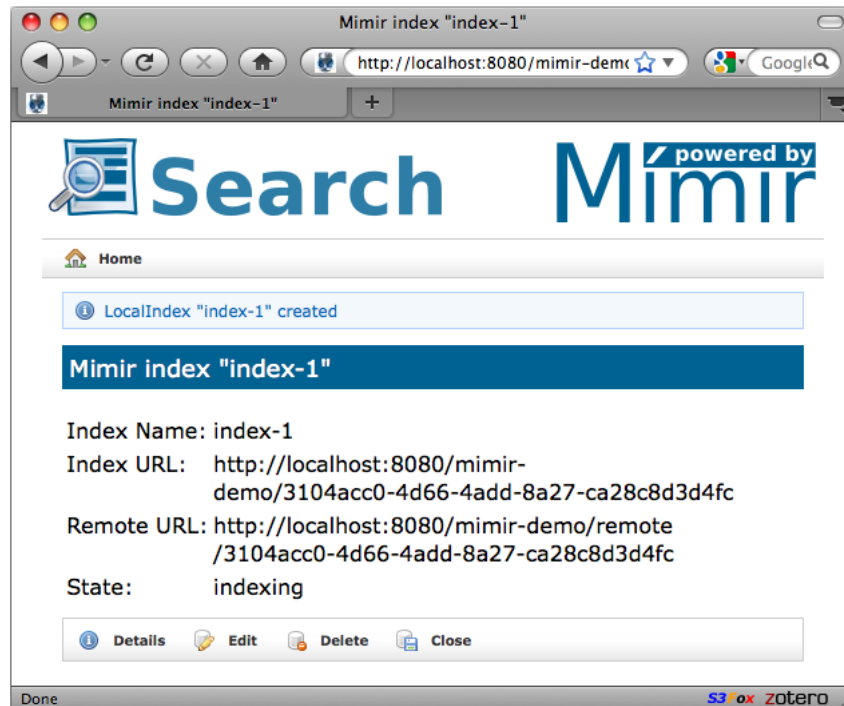 Mimir index "index-1"
http://localhost:8080/mimir-demo
Google
Mimir index "index-1"
+
Search
powered by
Mimir
Home
LocalIndex "index-1" created
Mimir index "index-1"
Index Name: index-1
Index URL: http://localhost:8080/mimir-
demo/3104acc0-4d66-4add-8a27-ca28c8d3d4fc
Remote URL: http://localhost:8080/mimir-demo/remote
/3104acc0-4d66-4add-8a27-ca28c8d3d4fc
State: indexing
Details Edit Delete Close
Done S3Fox zotero